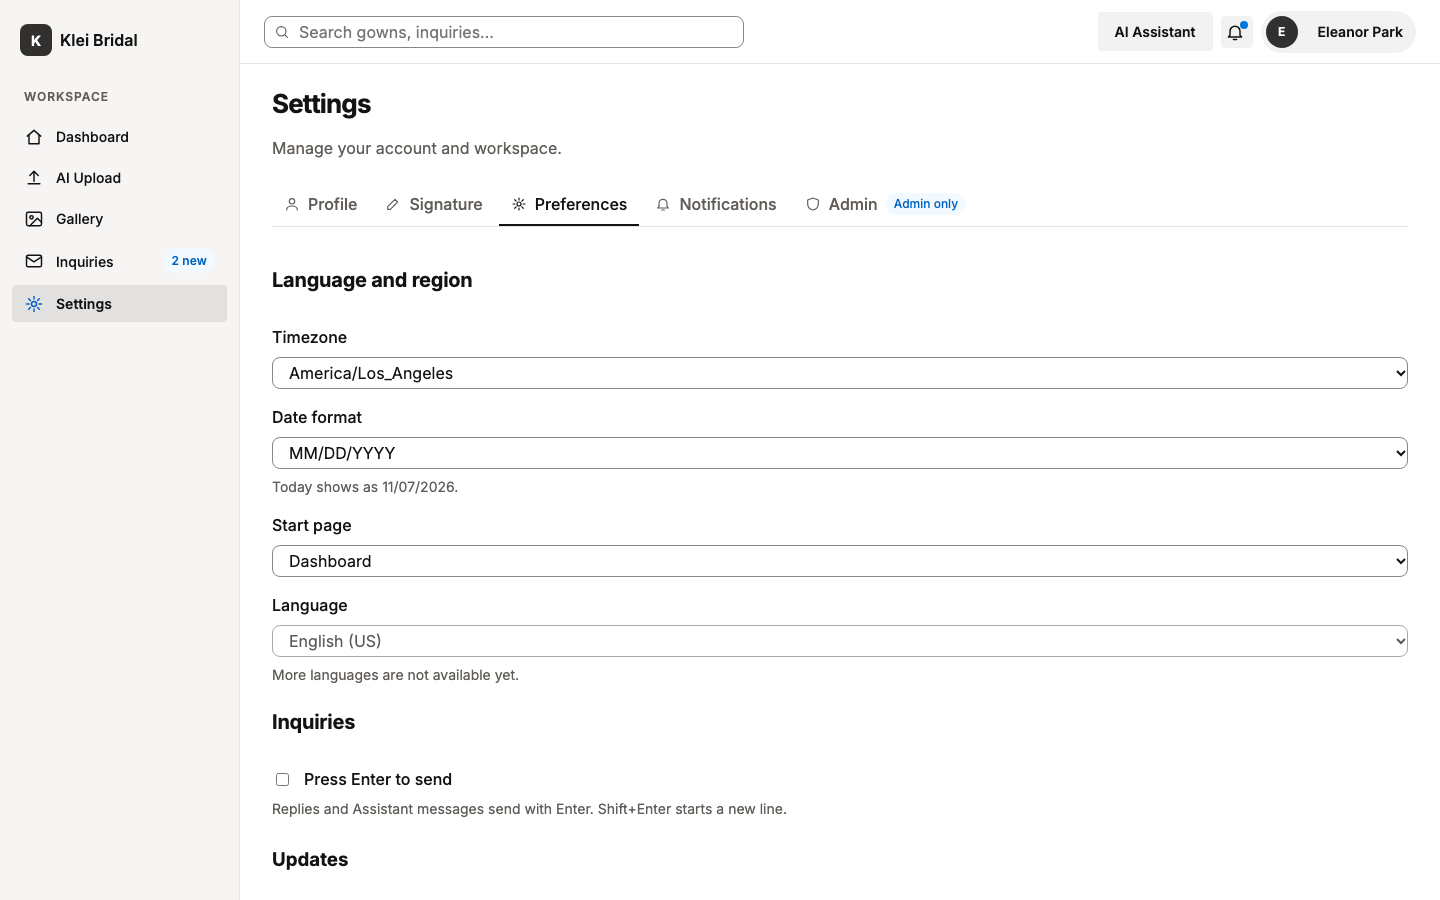 K Klei Bridal
WORKSPACE
Dashboard
AI Upload
Gallery
Inquiries 2 new
Settings
Search gowns, inquiries...
AI Assistant
E Eleanor Park
Settings
Manage your account and workspace.
Profile Signature Preferences Notifications Admin Admin only
Language and region
Timezone
America/Los_Angeles
Date format
MM/DD/YYYY
Today shows as 11/07/2026.
Start page
Dashboard
Language
English (US)
More languages are not available yet.
Inquiries
Press Enter to send
Replies and Assistant messages send with Enter. Shift+Enter starts a new line.
Updates